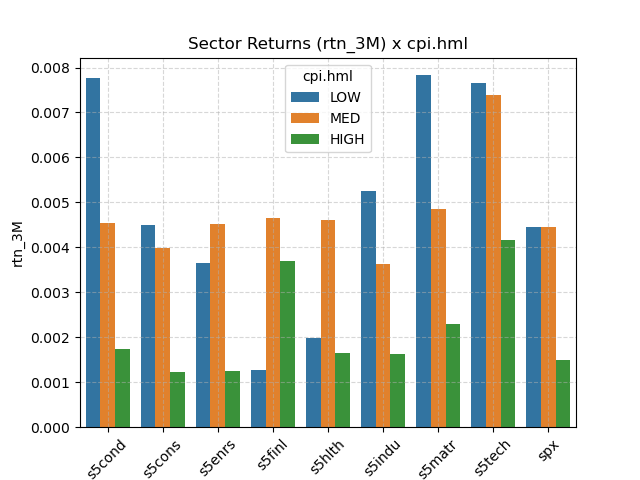 Sector Returns (rtn_3M) x cpi.hml
cpi.hml
LOW
MED
HIGH
rtn_3M
0.008
0.007
0.006
0.005
0.004
0.003
0.002
0.001
0.000
s5cond
s5cons
s5enrs
s5finl
s5hlth
s5indu
s5matr
s5tech
spx